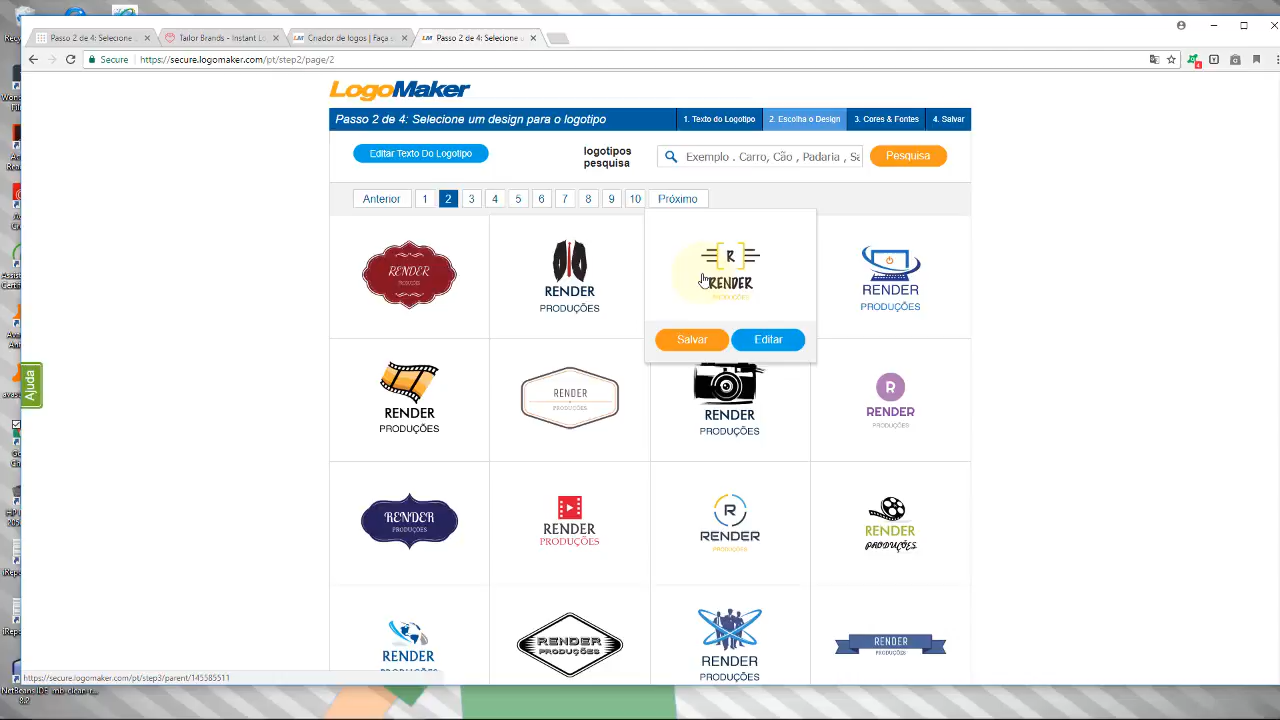 Passo 2 de 4: Selecione
Tailor Brands - Instant L
Criador de logos | Faça s
Passo 2 de 4: Selecione u
Secure
https://secure.logomaker.com/pt/step2/page/2
LogoMaker
Passo 2 de 4: Selecione um design para o logotipo
1. Texto do Logotipo
2. Escolha o Design
3. Cores & Fontes
4. Salvar
Editar Texto Do Logotipo
logotipos
pesquisa
Exemplo . Carro, Cão , Padaria , Sa
Pesquisa
Anterior
1
2
3
4
5
6
7
8
9
10
Próximo
RENDER
PRODUÇÕES
RENDER
PRODUÇÕES
R
RENDER
PRODUÇÕES
RENDER
PRODUÇÕES
Salvar
Editar
Ajuda
RENDER
PRODUÇÕES
RENDER
PRODUÇÕES
RENDER
PRODUÇÕES
R
RENDER
PRODUÇÕES
RENDER
PRODUÇÕES
RENDER
PRODUÇÕES
R
RENDER
PRODUÇÕES
RENDER
PRODUÇÕES
RENDER
PRODUÇÕES
RENDER
PRODUÇÕES
RENDER
RENDER
PRODUÇÕES
https://secure.logomaker.com/pt/step3/parent/145585511